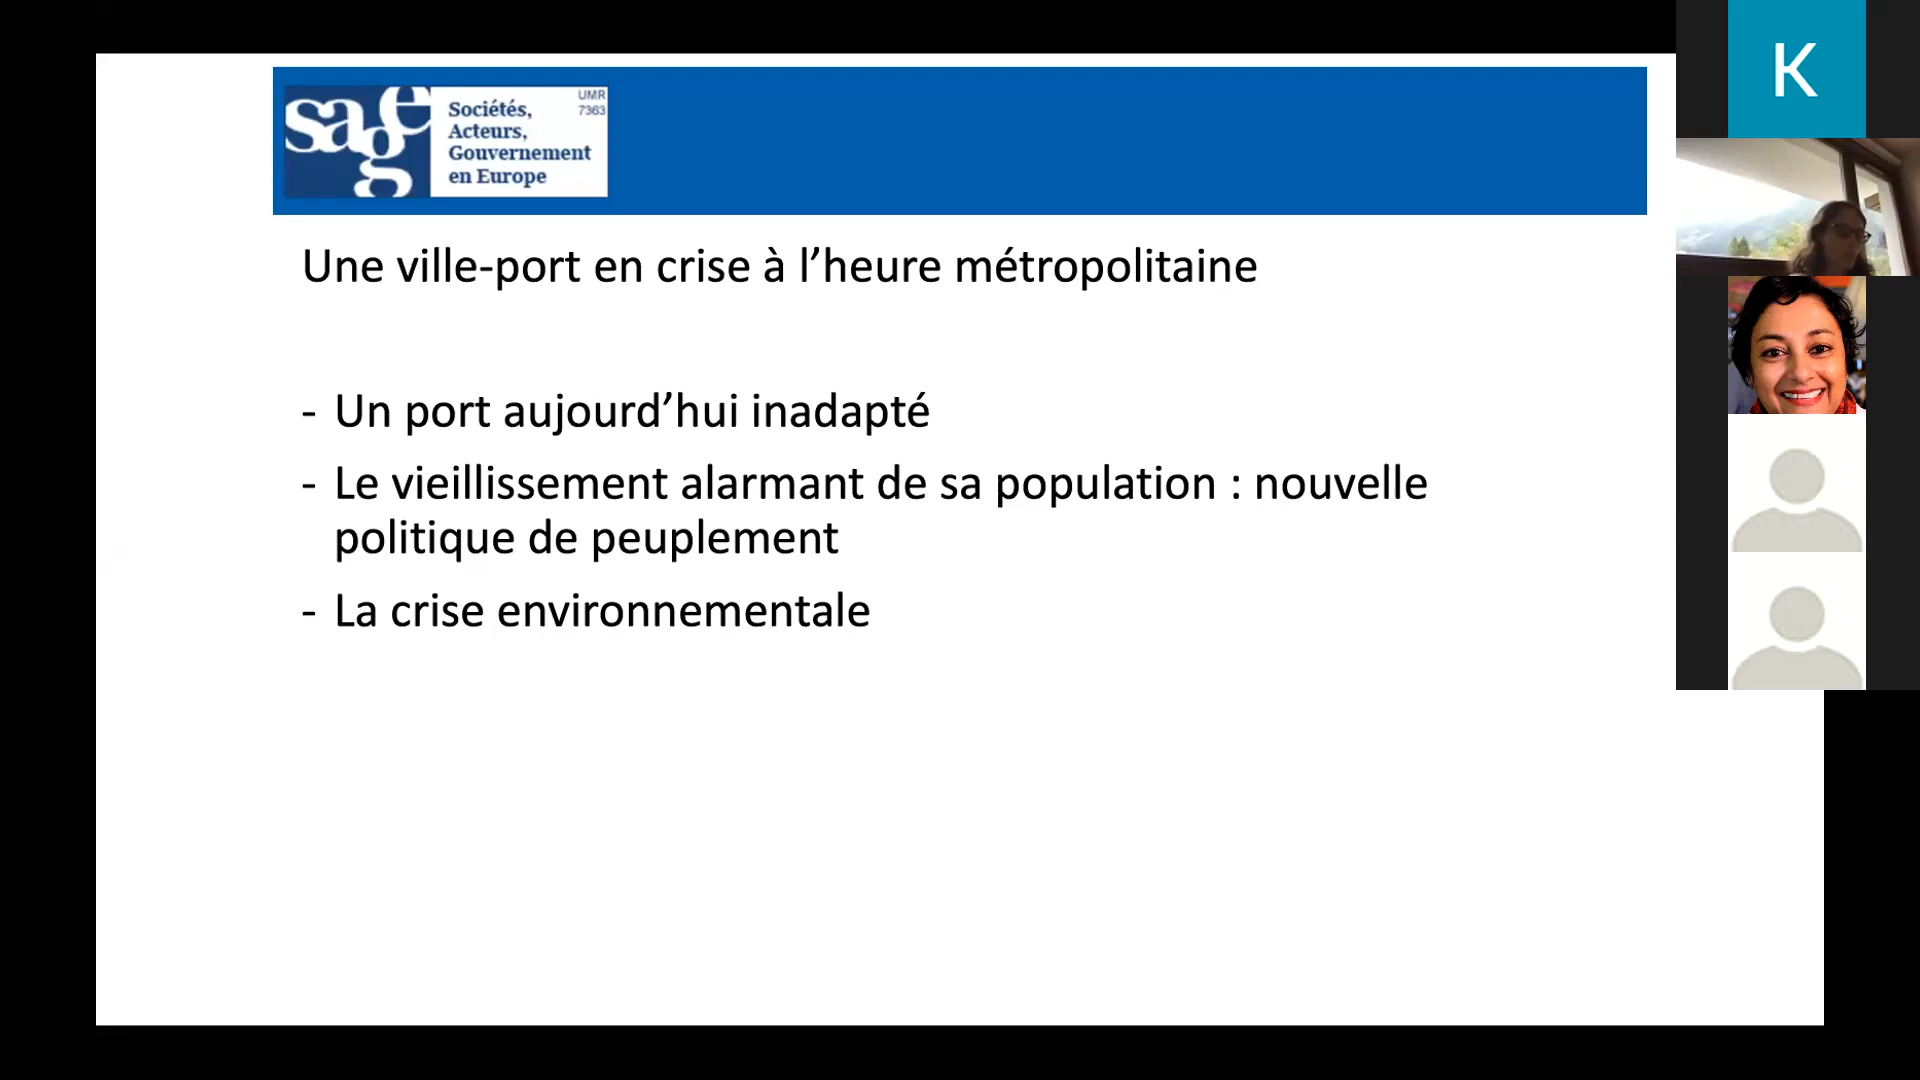 sage
UMR
7363
Sociétés,
Acteurs,
Gouvernement
en Europe
K
Une ville-port en crise à l’heure métropolitaine
- Un port aujourd’hui inadapté
- Le vieillissement alarmant de sa population : nouvelle
politique de peuplement
- La crise environnementale